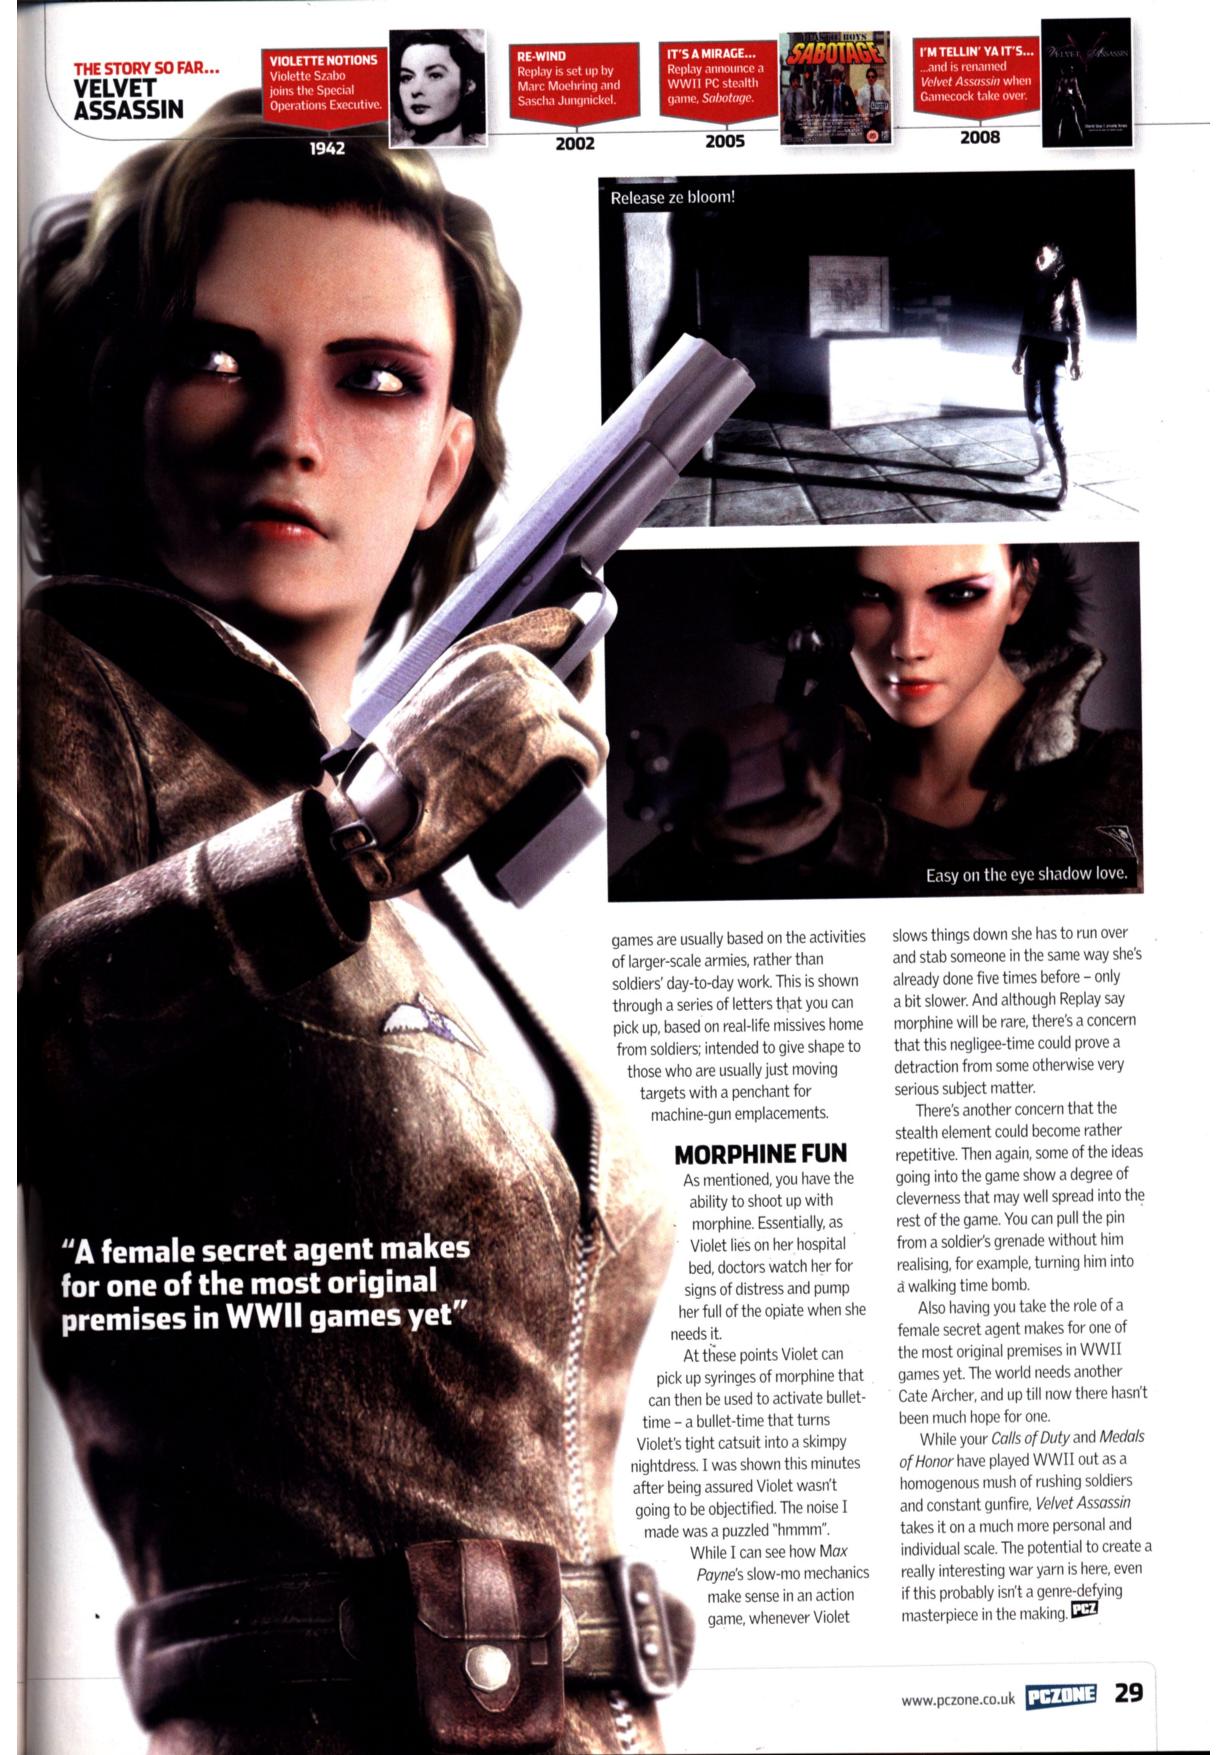 THE STORY SO FAR...
VELVET
ASSASSIN
VIOLETTE NOTIONS
Violette Szabo
joins the Special
Operations Executive.
1942
RE-WIND
Replay is set up by
Marc Moehring and
Sascha Jungnickel.
2002
IT'S A MIRAGE...
Replay announce a
WWII PC stealth
game, Sabotage.
2005
BEASTIE BOYS
SABOTAGE
I'M TELLIN' YA IT'S...
...and is renamed
Velvet Assassin when
Gamecock take over.
2008
VELVET ASSASSIN
Release ze bloom!
Easy on the eye shadow love.
"A female secret agent makes
for one of the most original
premises in WWII games yet"
games are usually based on the activities
of larger-scale armies, rather than
soldiers' day-to-day work. This is shown
through a series of letters that you can
pick up, based on real-life missives home
from soldiers; intended to give shape to
those who are usually just moving
targets with a penchant for
machine-gun emplacements.
MORPHINE FUN
As mentioned, you have the
ability to shoot up with
morphine. Essentially, as
Violet lies on her hospital
bed, doctors watch her for
signs of distress and pump
her full of the opiate when she
needs it.
At these points Violet can
pick up syringes of morphine that
can then be used to activate bullet-
time – a bullet-time that turns
Violet's tight catsuit into a skimpy
nightdress. I was shown this minutes
after being assured Violet wasn't
going to be objectified. The noise I
made was a puzzled "hmmm".
While I can see how Max
Payne's slow-mo mechanics
make sense in an action
game, whenever Violet
slows things down she has to run over
and stab someone in the same way she's
already done five times before – only
a bit slower. And although Replay say
morphine will be rare, there's a concern
that this negligee-time could prove a
detraction from some otherwise very
serious subject matter.
There's another concern that the
stealth element could become rather
repetitive. Then again, some of the ideas
going into the game show a degree of
cleverness that may well spread into the
rest of the game. You can pull the pin
from a soldier's grenade without him
realising, for example, turning him into
a walking time bomb.
Also having you take the role of a
female secret agent makes for one of
the most original premises in WWII
games yet. The world needs another
Cate Archer, and up till now there hasn't
been much hope for one.
While your Calls of Duty and Medals
of Honor have played WWII out as a
homogenous mush of rushing soldiers
and constant gunfire, Velvet Assassin
takes it on a much more personal and
individual scale. The potential to create a
really interesting war yarn is here, even
if this probably isn't a genre-defying
masterpiece in the making. PCZ
www.pczone.co.uk PCZONE 29